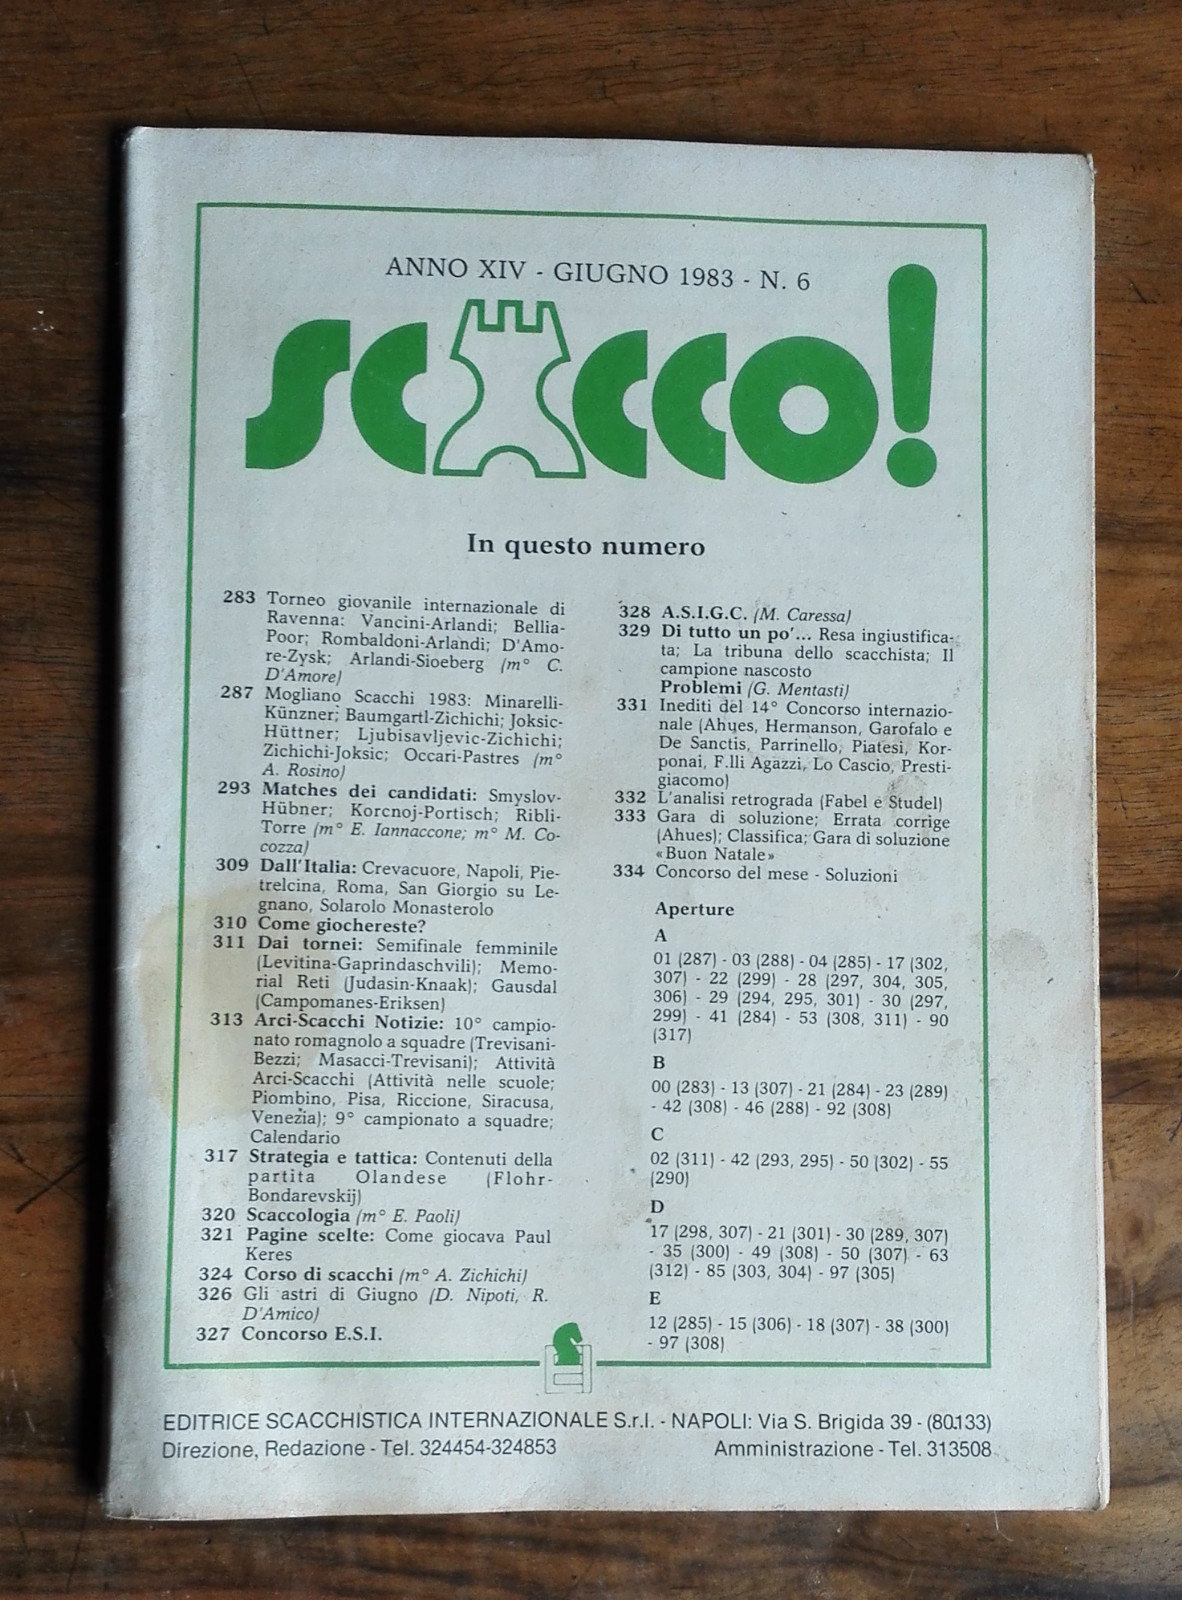 ANNO XIV - GIUGNO 1983 - N. 6
SCACCO!
In questo numero
283 Torneo giovanile internazionale di
Ravenna: Vancini-Arlandi; Bellia-
Poor; Rombaldoni-Arlandi; D'Amo-
re-Zysk; Arlandi-Sioeberg (m° C.
D'Amore)
287 Mogliano Scacchi 1983: Minarelli-
Künzner; Baumgartl-Zichichi; Joksic-
Hüttner; Ljubisavljevic-Zichichi;
Zichichi-Joksic; Occari-Pastres (m°
A. Rosino)
293 Matches dei candidati: Smyslov-
Hübner; Korcnoj-Portisch; Ribli-
Torre (m° E. Iannaccone; m° M. Co-
cozza)
309 Dall'Italia: Crevacuore, Napoli, Pie-
trelcina, Roma, San Giorgio su Le-
gnano, Solarolo Monasterolo
310 Come giochereste?
311 Dai tornei: Semifinale femminile
(Levitina-Gaprindaschvili); Memo-
rial Reti (Judasin-Knaak); Gausdal
(Campomanes-Eriksen)
313 Arci-Scacchi Notizie: 10° campio-
nato romagnolo a squadre (Trevisani-
Bezzi; Masacci-Trevisani); Attività
Arci-Scacchi (Attività nelle scuole;
Piombino, Pisa, Riccione, Siracusa,
Venezia); 9° campionato a squadre;
Calendario
317 Strategia e tattica: Contenuti della
partita Olandese (Flohr-
Bondarevskij)
320 Scaccologia (m° E. Paoli)
321 Pagine scelte: Come giocava Paul
Keres
324 Corso di scacchi (m° A. Zichichi)
326 Gli astri di Giugno (D. Nipoti, R.
D'Amico)
327 Concorso E.S.I.
328 A.S.I.G.C. (M. Caressa)
329 Di tutto un po'... Resa ingiustifica-
ta; La tribuna dello scacchista; Il
campione nascosto
Problemi (G. Mentasti)
331 Inediti del 14° Concorso internazio-
nale (Ahues, Hermanson, Garofalo e
De Sanctis, Parrinello, Piatesi, Kor-
ponai, F.lli Agazzi, Lo Cascio, Presti-
giacomo)
332 L'analisi retrograda (Fabel e Studel)
333 Gara di soluzione; Errata corrige
(Ahues); Classifica; Gara di soluzione
«Buon Natale»
334 Concorso del mese - Soluzioni
Aperture
A
01 (287) - 03 (288) - 04 (285) - 17 (302,
307) - 22 (299) - 28 (297, 304, 305,
306) - 29 (294, 295, 301) - 30 (297,
299) - 41 (284) - 53 (308, 311) - 90
(317)
B
00 (283) - 13 (307) - 21 (284) - 23 (289)
- 42 (308) - 46 (288) - 92 (308)
C
02 (311) - 42 (293, 295) - 50 (302) - 55
(290)
D
17 (298, 307) - 21 (301) - 30 (289, 307)
- 35 (300) - 49 (308) - 50 (307) - 63
(312) - 85 (303, 304) - 97 (305)
E
12 (285) - 15 (306) - 18 (307) - 38 (300)
- 97 (308)
EDITRICE SCACCHISTICA INTERNAZIONALE S.r.l. - NAPOLI: Via S. Brigida 39 - (80.133)
Direzione, Redazione - Tel. 324454-324853 Amministrazione - Tel. 313508